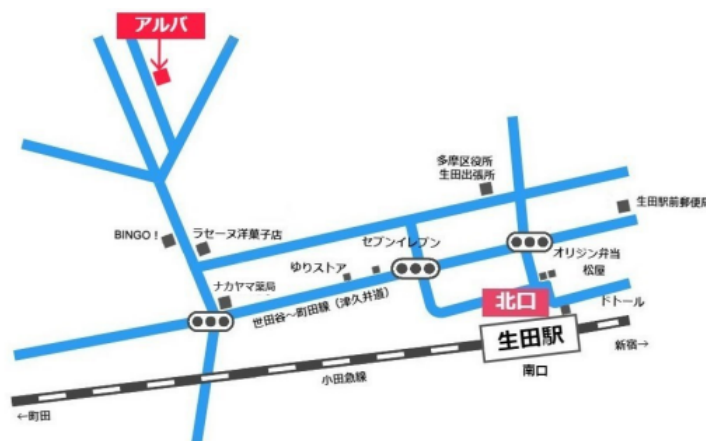 アルバ
多摩区役所
生田出張所
生田駅前郵便局
BINGO！
ラセーヌ洋菓子店
セブンイレブン
オリジン弁当
松屋
ゆりストア
ナカヤマ薬局
世田谷～町田線（津久井道）
北口
ドトール
生田駅
新宿→
南口
小田急線
←町田